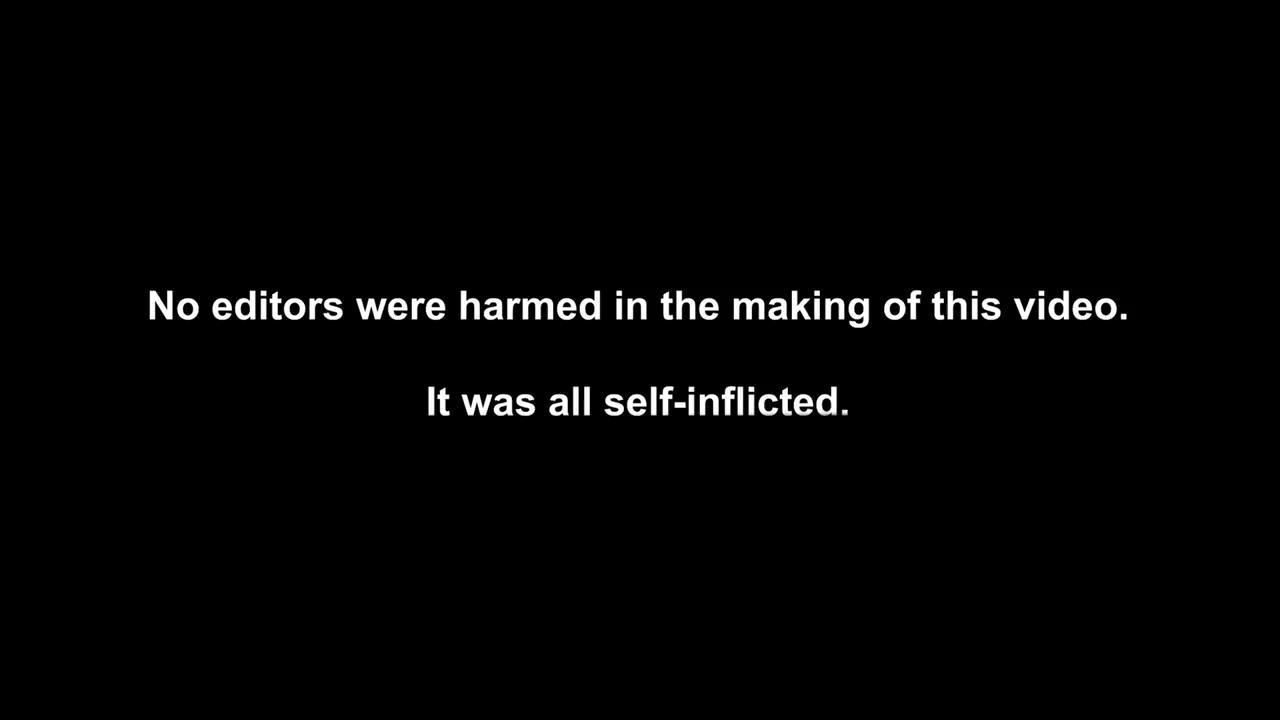 No editors were harmed in the making of this video.
It was all self-inflicted.